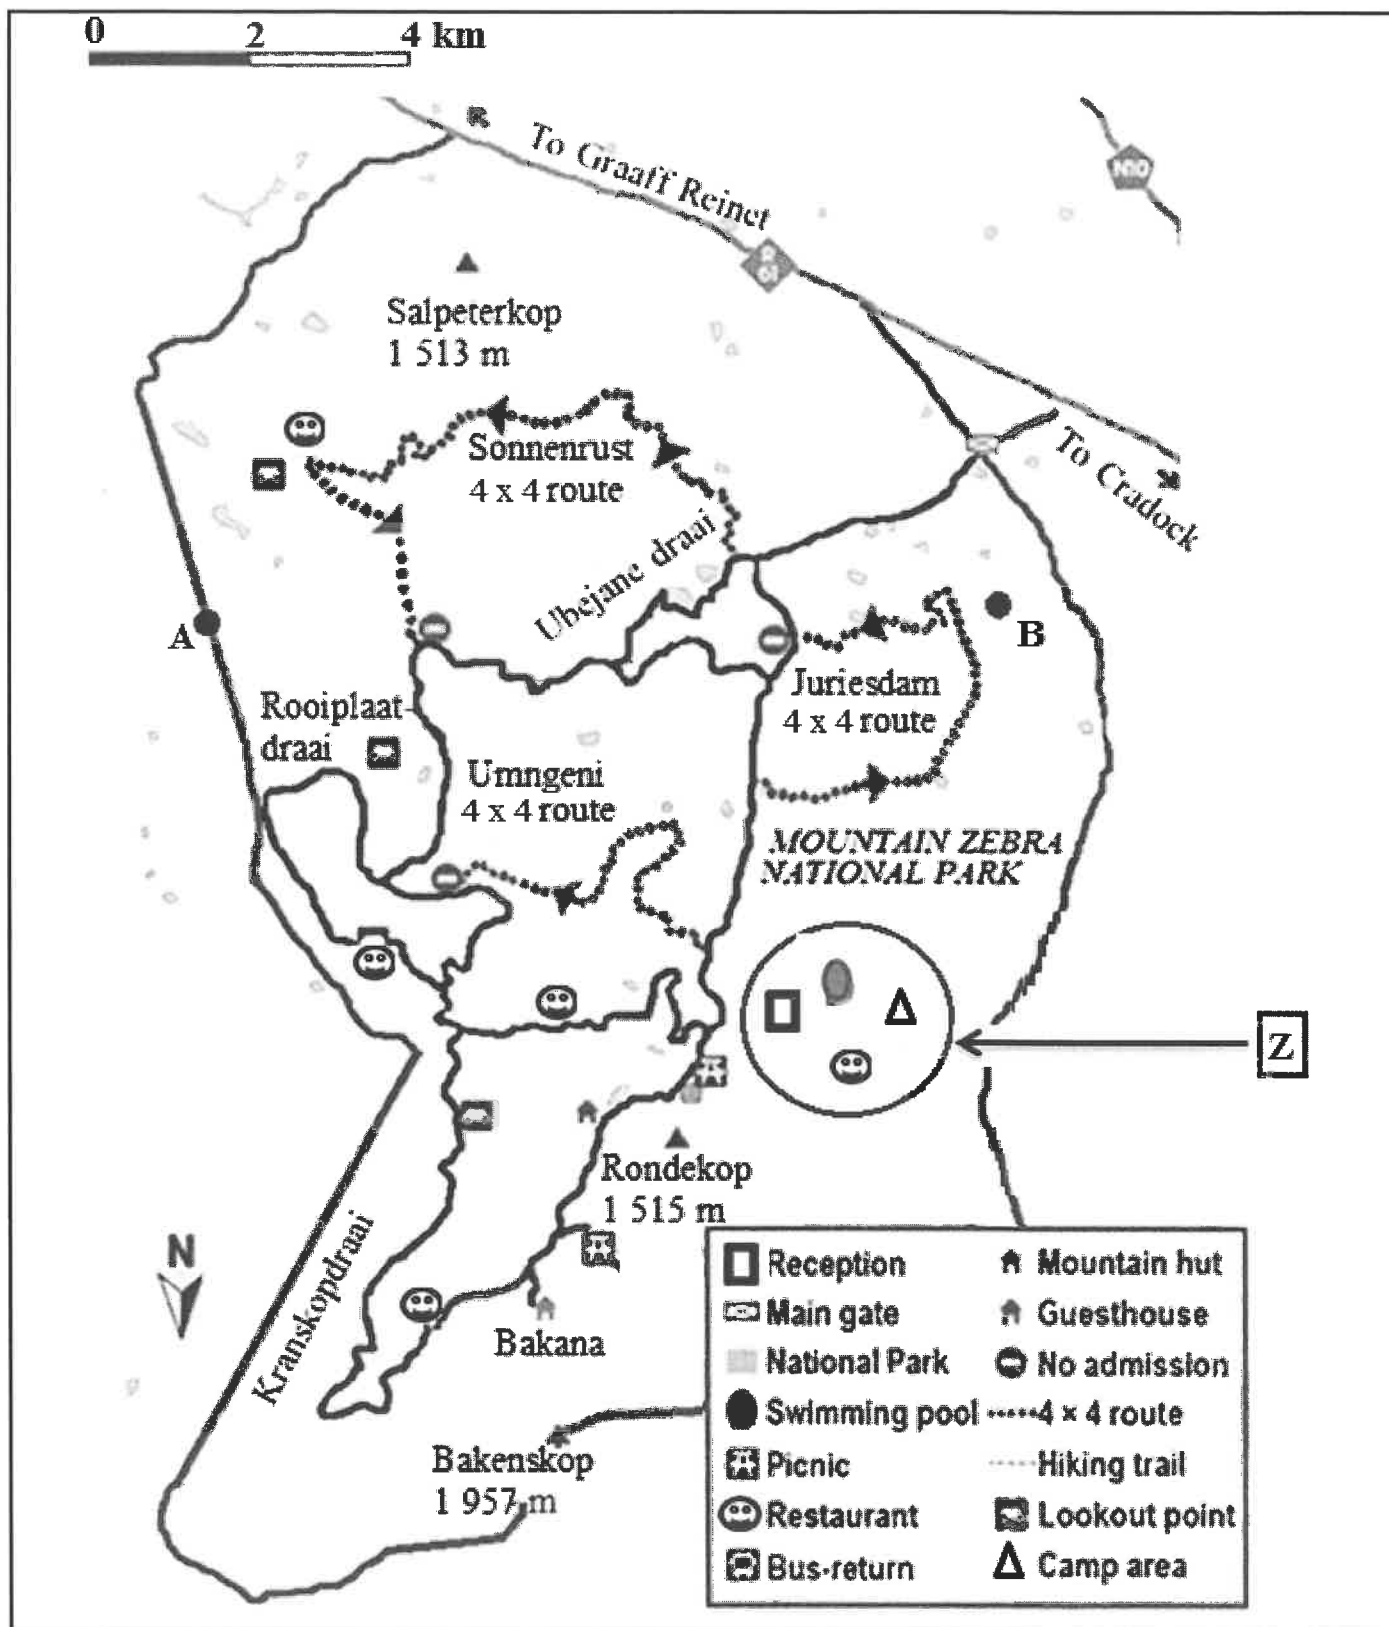 0 2 4 km
To Graaff Reinet
N10
R
61
Salpeterkop
1 513 m
To Cradock
Sonnenrust
4 x 4 route
Ubejane draai
A
B
Juriesdam
4 x 4 route
Rooiplaat-
draai
Umngeni
4 x 4 route
MOUNTAIN ZEBRA
NATIONAL PARK
Z
Rondekop
1 515 m
N
Kranskopdraai
Bakana
Bakenskop
1 957 m
Reception
Mountain hut
Main gate
Guesthouse
National Park
No admission
Swimming pool
4 × 4 route
Picnic
Hiking trail
Restaurant
Lookout point
Bus-return
Camp area